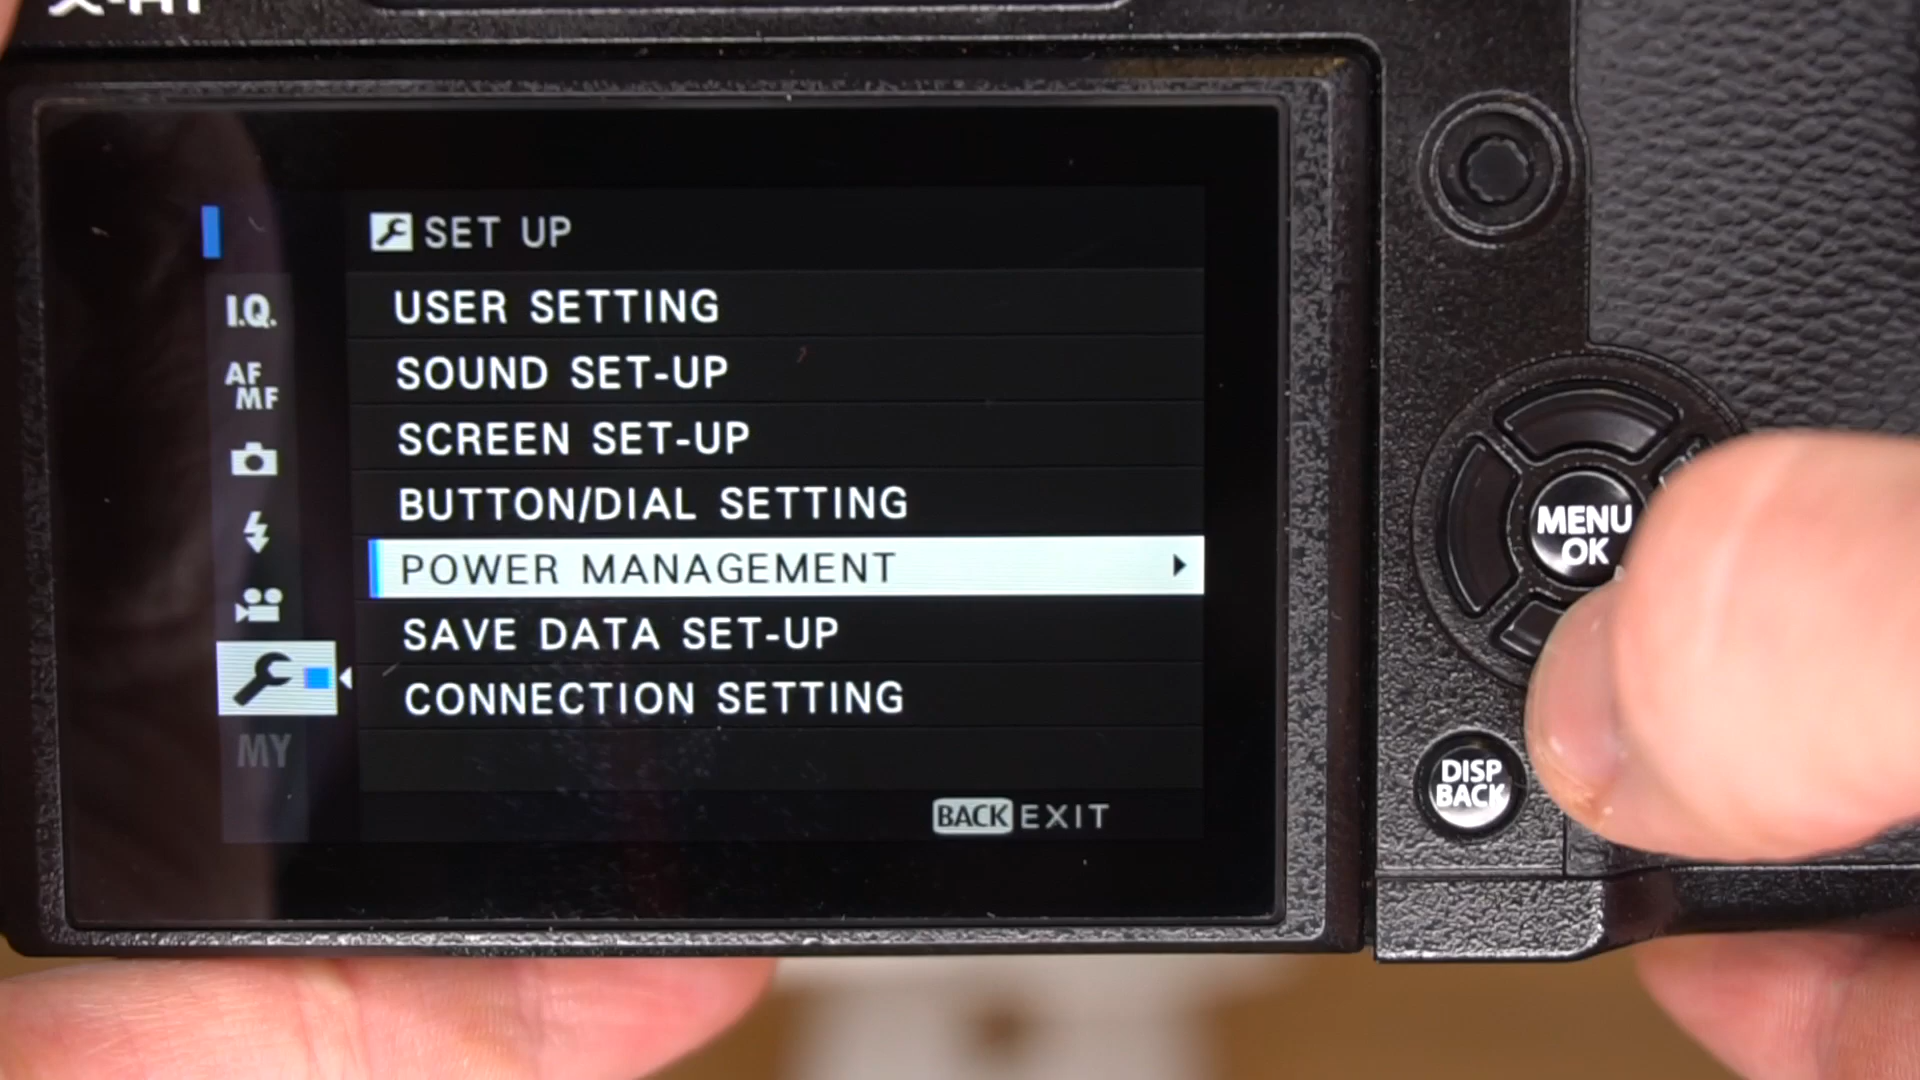 X-H1
SET UP
I.Q.
USER SETTING
AF
MF
SOUND SET-UP
SCREEN SET-UP
BUTTON/DIAL SETTING
POWER MANAGEMENT
SAVE DATA SET-UP
CONNECTION SETTING
MY
BACK EXIT
MENU
OK
DISP
BACK